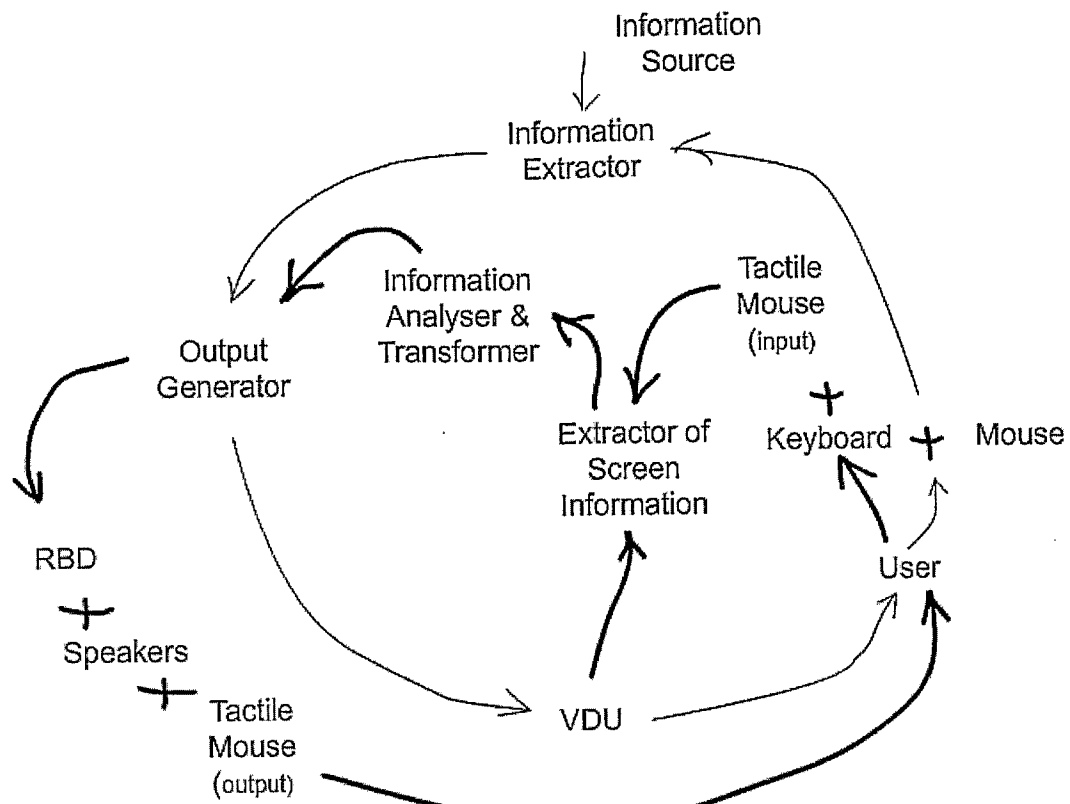 Information
Source
Information
Extractor
Information
Analyser &
Transformer
Tactile
Mouse
(input)
Output
Generator
Extractor of
Screen
Information
Keyboard + Mouse
+
RBD
+
Speakers
+
Tactile
Mouse
(output)
User
VDU